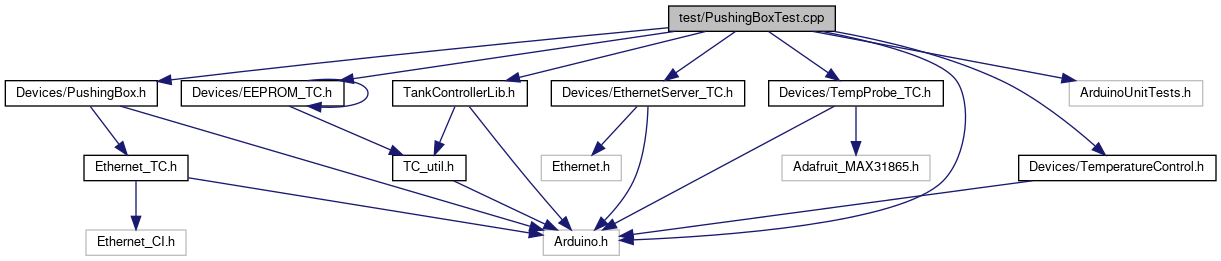 test/PushingBoxTest.cpp
Devices/PushingBox.h
Devices/EEPROM_TC.h
TankControllerLib.h
Devices/EthernetServer_TC.h
Devices/TempProbe_TC.h
ArduinoUnitTests.h
Ethernet_TC.h
TC_util.h
Ethernet.h
Adafruit_MAX31865.h
Devices/TemperatureControl.h
Ethernet_CI.h
Arduino.h